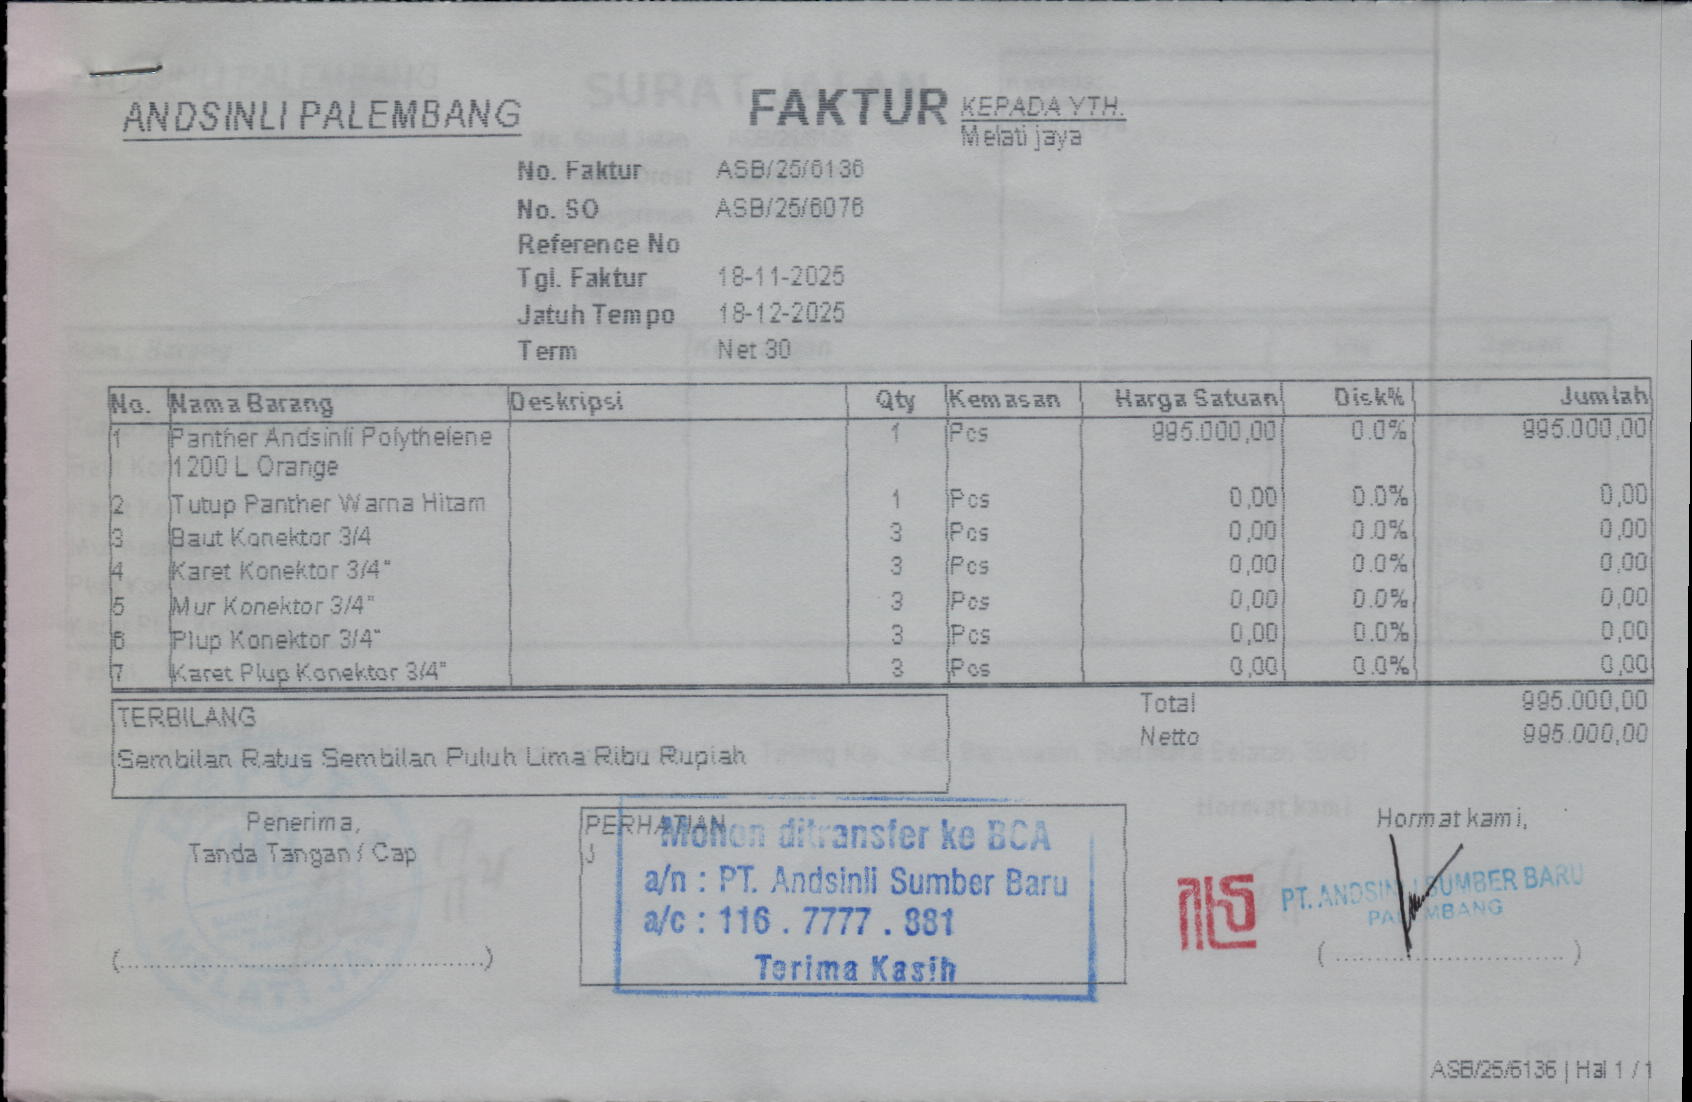 ANDSINLI PALEMBANG
FAKTUR
KEPADA YTH.
Melati jaya
No. Faktur ASB/25/6136
No. SO ASB/25/6076
Reference No
Tgl. Faktur 18-11-2025
Jatuh Tempo 18-12-2025
Term Net 30
No. Nama Barang Deskripsi Qty Kemasan Harga Satuan Disk% Jumlah
1 Panther Andsinli Polythelene 1 Pcs 995.000,00 0.0% 995.000,00
1200 L Orange
2 Tutup Panther Warna Hitam 1 Pcs 0,00 0.0% 0,00
3 Baut Konektor 3/4 3 Pcs 0,00 0.0% 0,00
4 Karet Konektor 3/4" 3 Pcs 0,00 0.0% 0,00
5 Mur Konektor 3/4" 3 Pcs 0,00 0.0% 0,00
6 Plup Konektor 3/4" 3 Pcs 0,00 0.0% 0,00
7 Karet Plup Konektor 3/4" 3 Pcs 0,00 0.0% 0,00
Total 995.000,00
Netto 995.000,00
TERBILANG
Sembilan Ratus Sembilan Puluh Lima Ribu Rupiah
Penerima,
Tanda Tangan / Cap
PERHATIAN
Mohon ditransfer ke BCA
a/n : PT. Andsinli Sumber Baru
a/c : 116 . 7777 . 881
Terima Kasih
Hormat kami,
PT. ANDSINLI SUMBER BARU
PALEMBANG
ASB/25/6136 | Hal 1 / 1